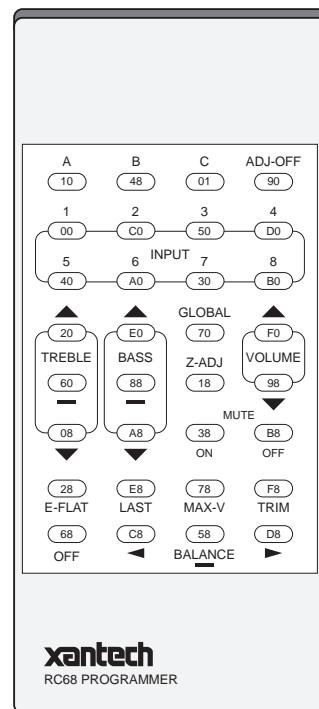 A B C ADJ-OFF
10 48 01 90
1 2 3 4
00 C0 50 D0
INPUT
5 6 7 8
40 A0 30 B0
GLOBAL
20 E0 70 F0
TREBLE BASS Z-ADJ VOLUME
60 88 18 98
MUTE
08 A8 38 B8
ON OFF
28 E8 78 F8
E-FLAT LAST MAX-V TRIM
68 C8 58 D8
OFF BALANCE
xantech
RC68 PROGRAMMER